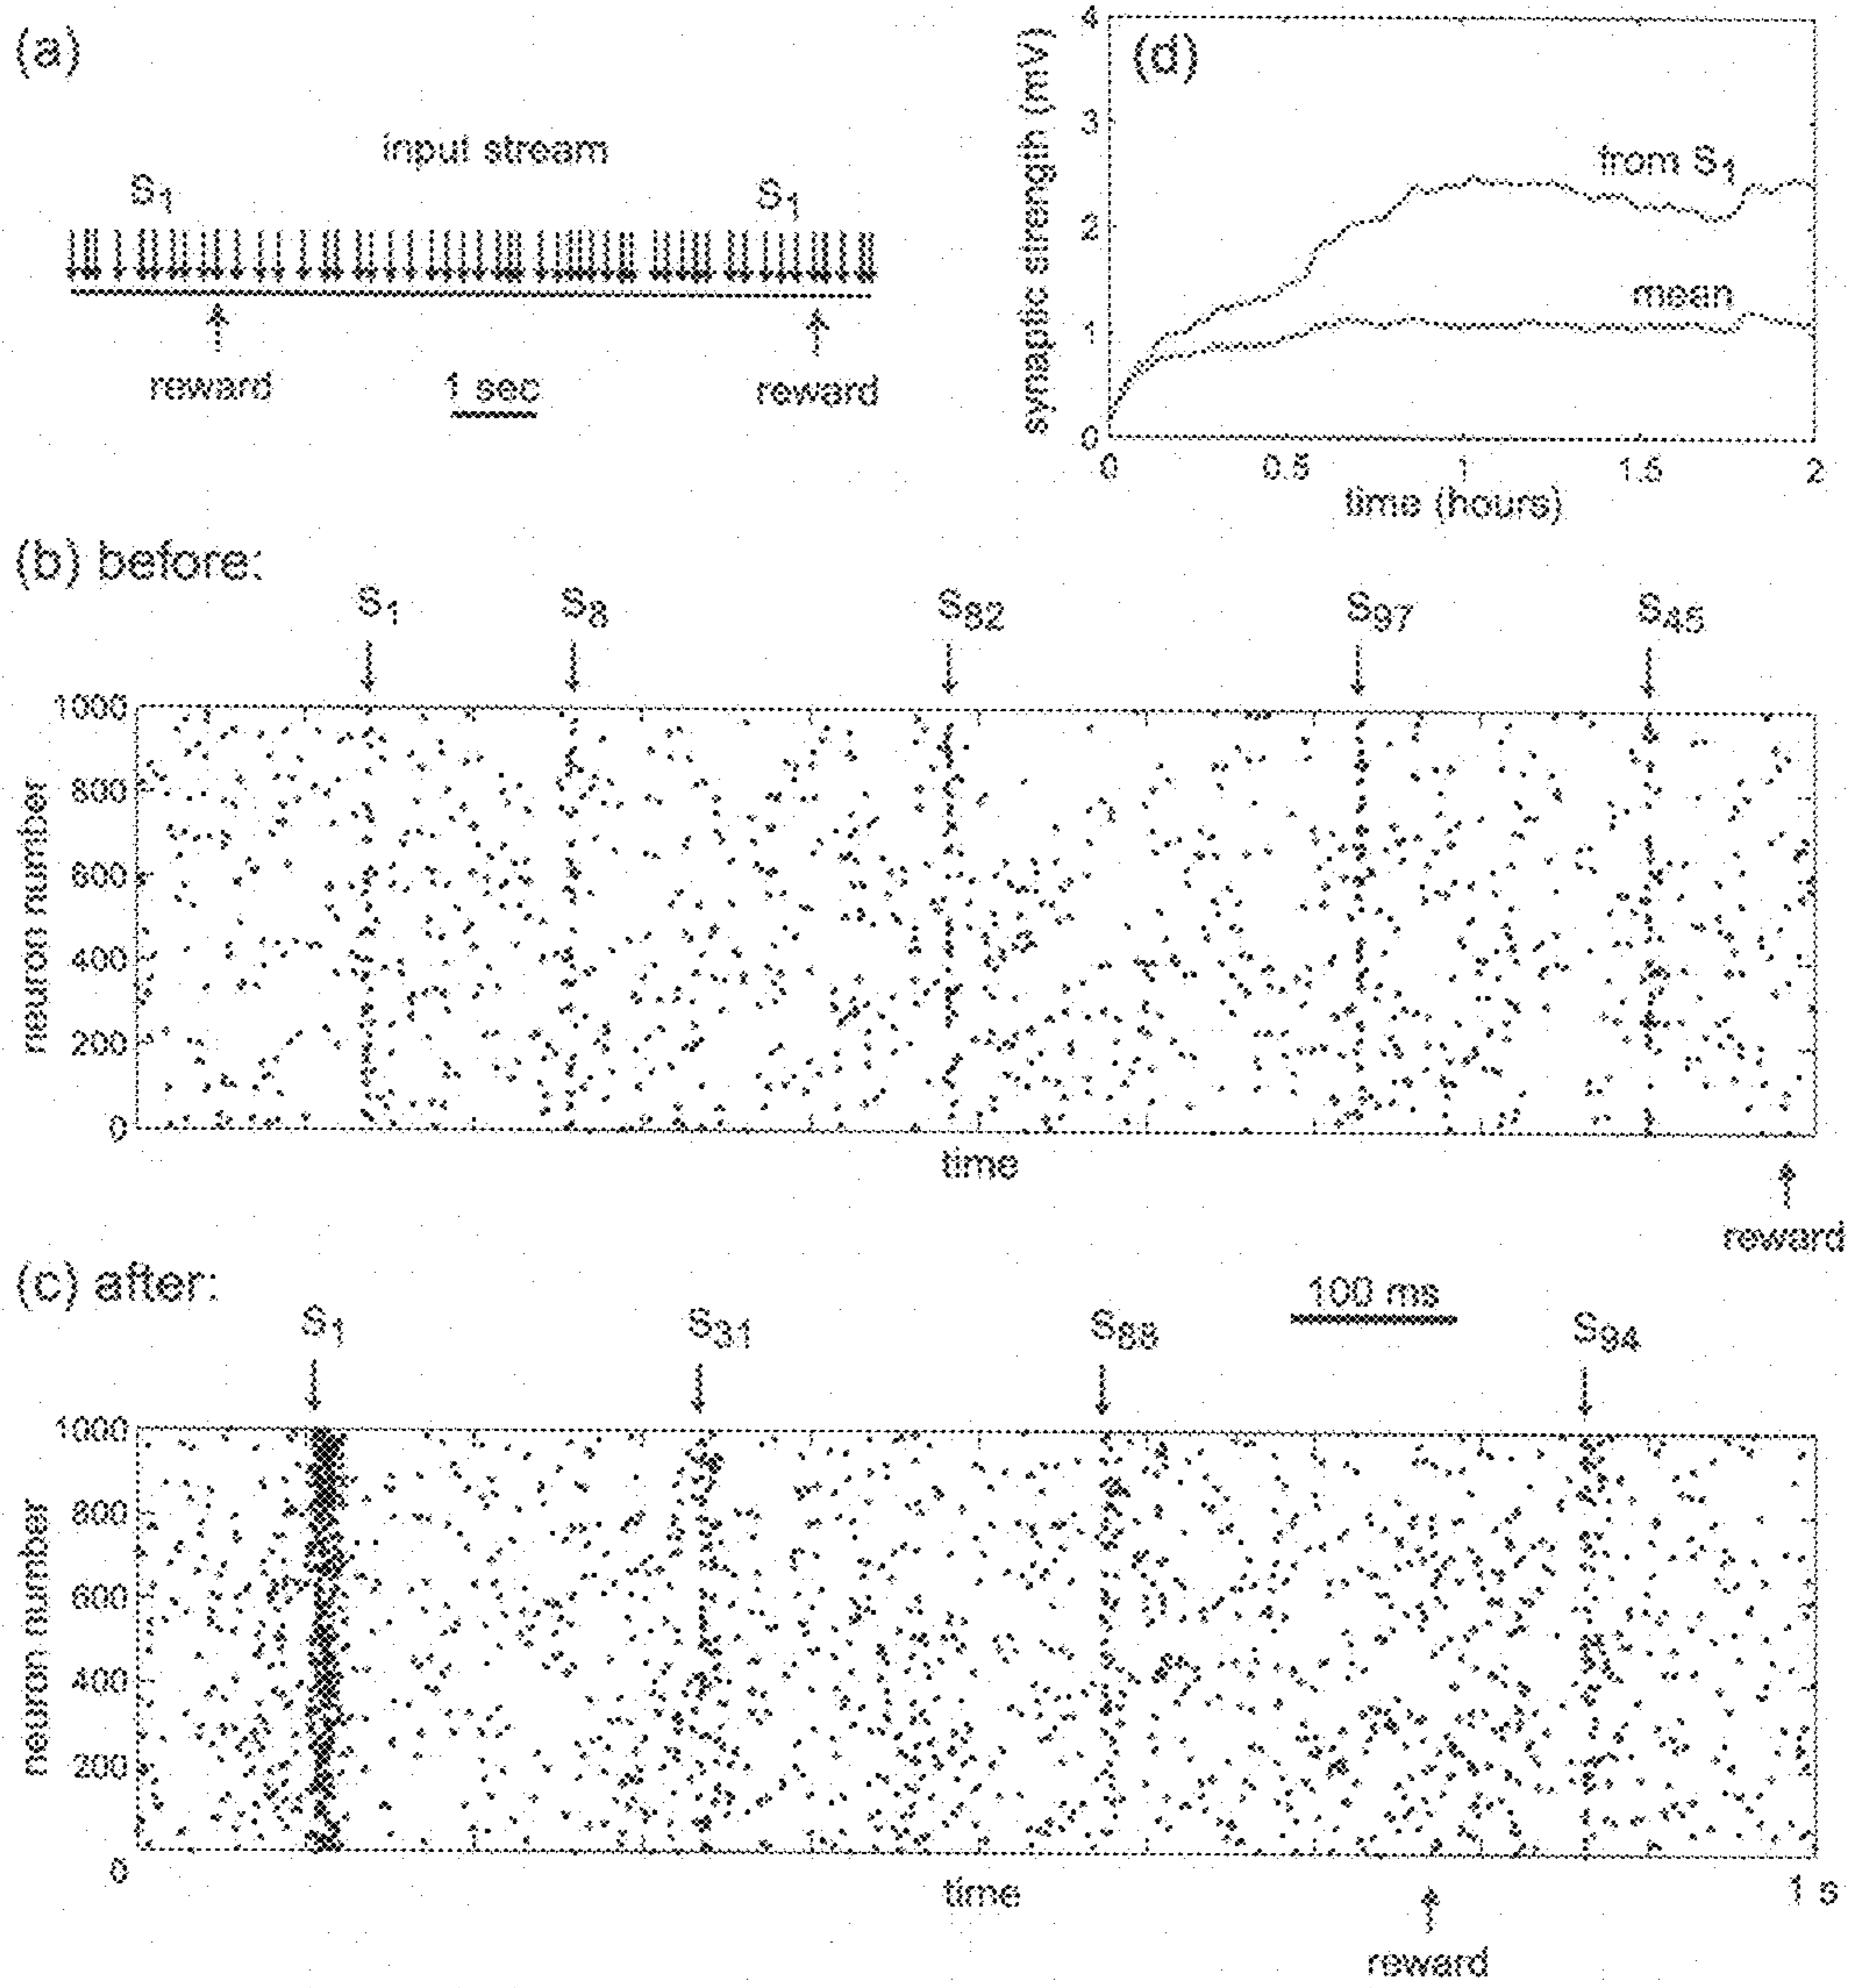 (a)
input stream
S1 S1
reward 1 sec reward
(d)
synaptic strength (mV)
4
3
2
1
0
from S1
mean
0 0.5 1 1.5 2
time (hours)
(b) before:
S1 S8 S82 S97 S45
neuron number
1000
800
600
400
200
0
time
reward
(c) after:
100 ms
S1 S31 S88 S94
neuron number
1000
800
600
400
200
0
time
1 s
reward